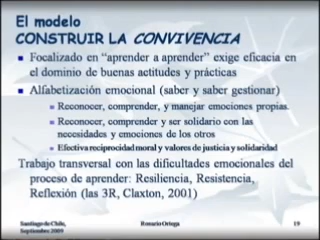 El modelo
CONSTRUIR LA CONVIVENCIA
Focalizado en “aprender a aprender” exige eficacia en
el dominio de buenas actitudes y prácticas
Alfabetización emocional (saber y saber gestionar)
Reconocer, comprender, y manejar emociones propias.
Reconocer, comprender y ser solidario con las
necesidades y emociones de los otros
Efectiva reciprocidad moral y valores de justicia y solidaridad
Trabajo transversal con las dificultades emocionales del
proceso de aprender: Resiliencia, Resistencia,
Reflexión (las 3R, Claxton, 2001)
Santiago de Chile,
Septiembre 2009
Rosario Ortega
19